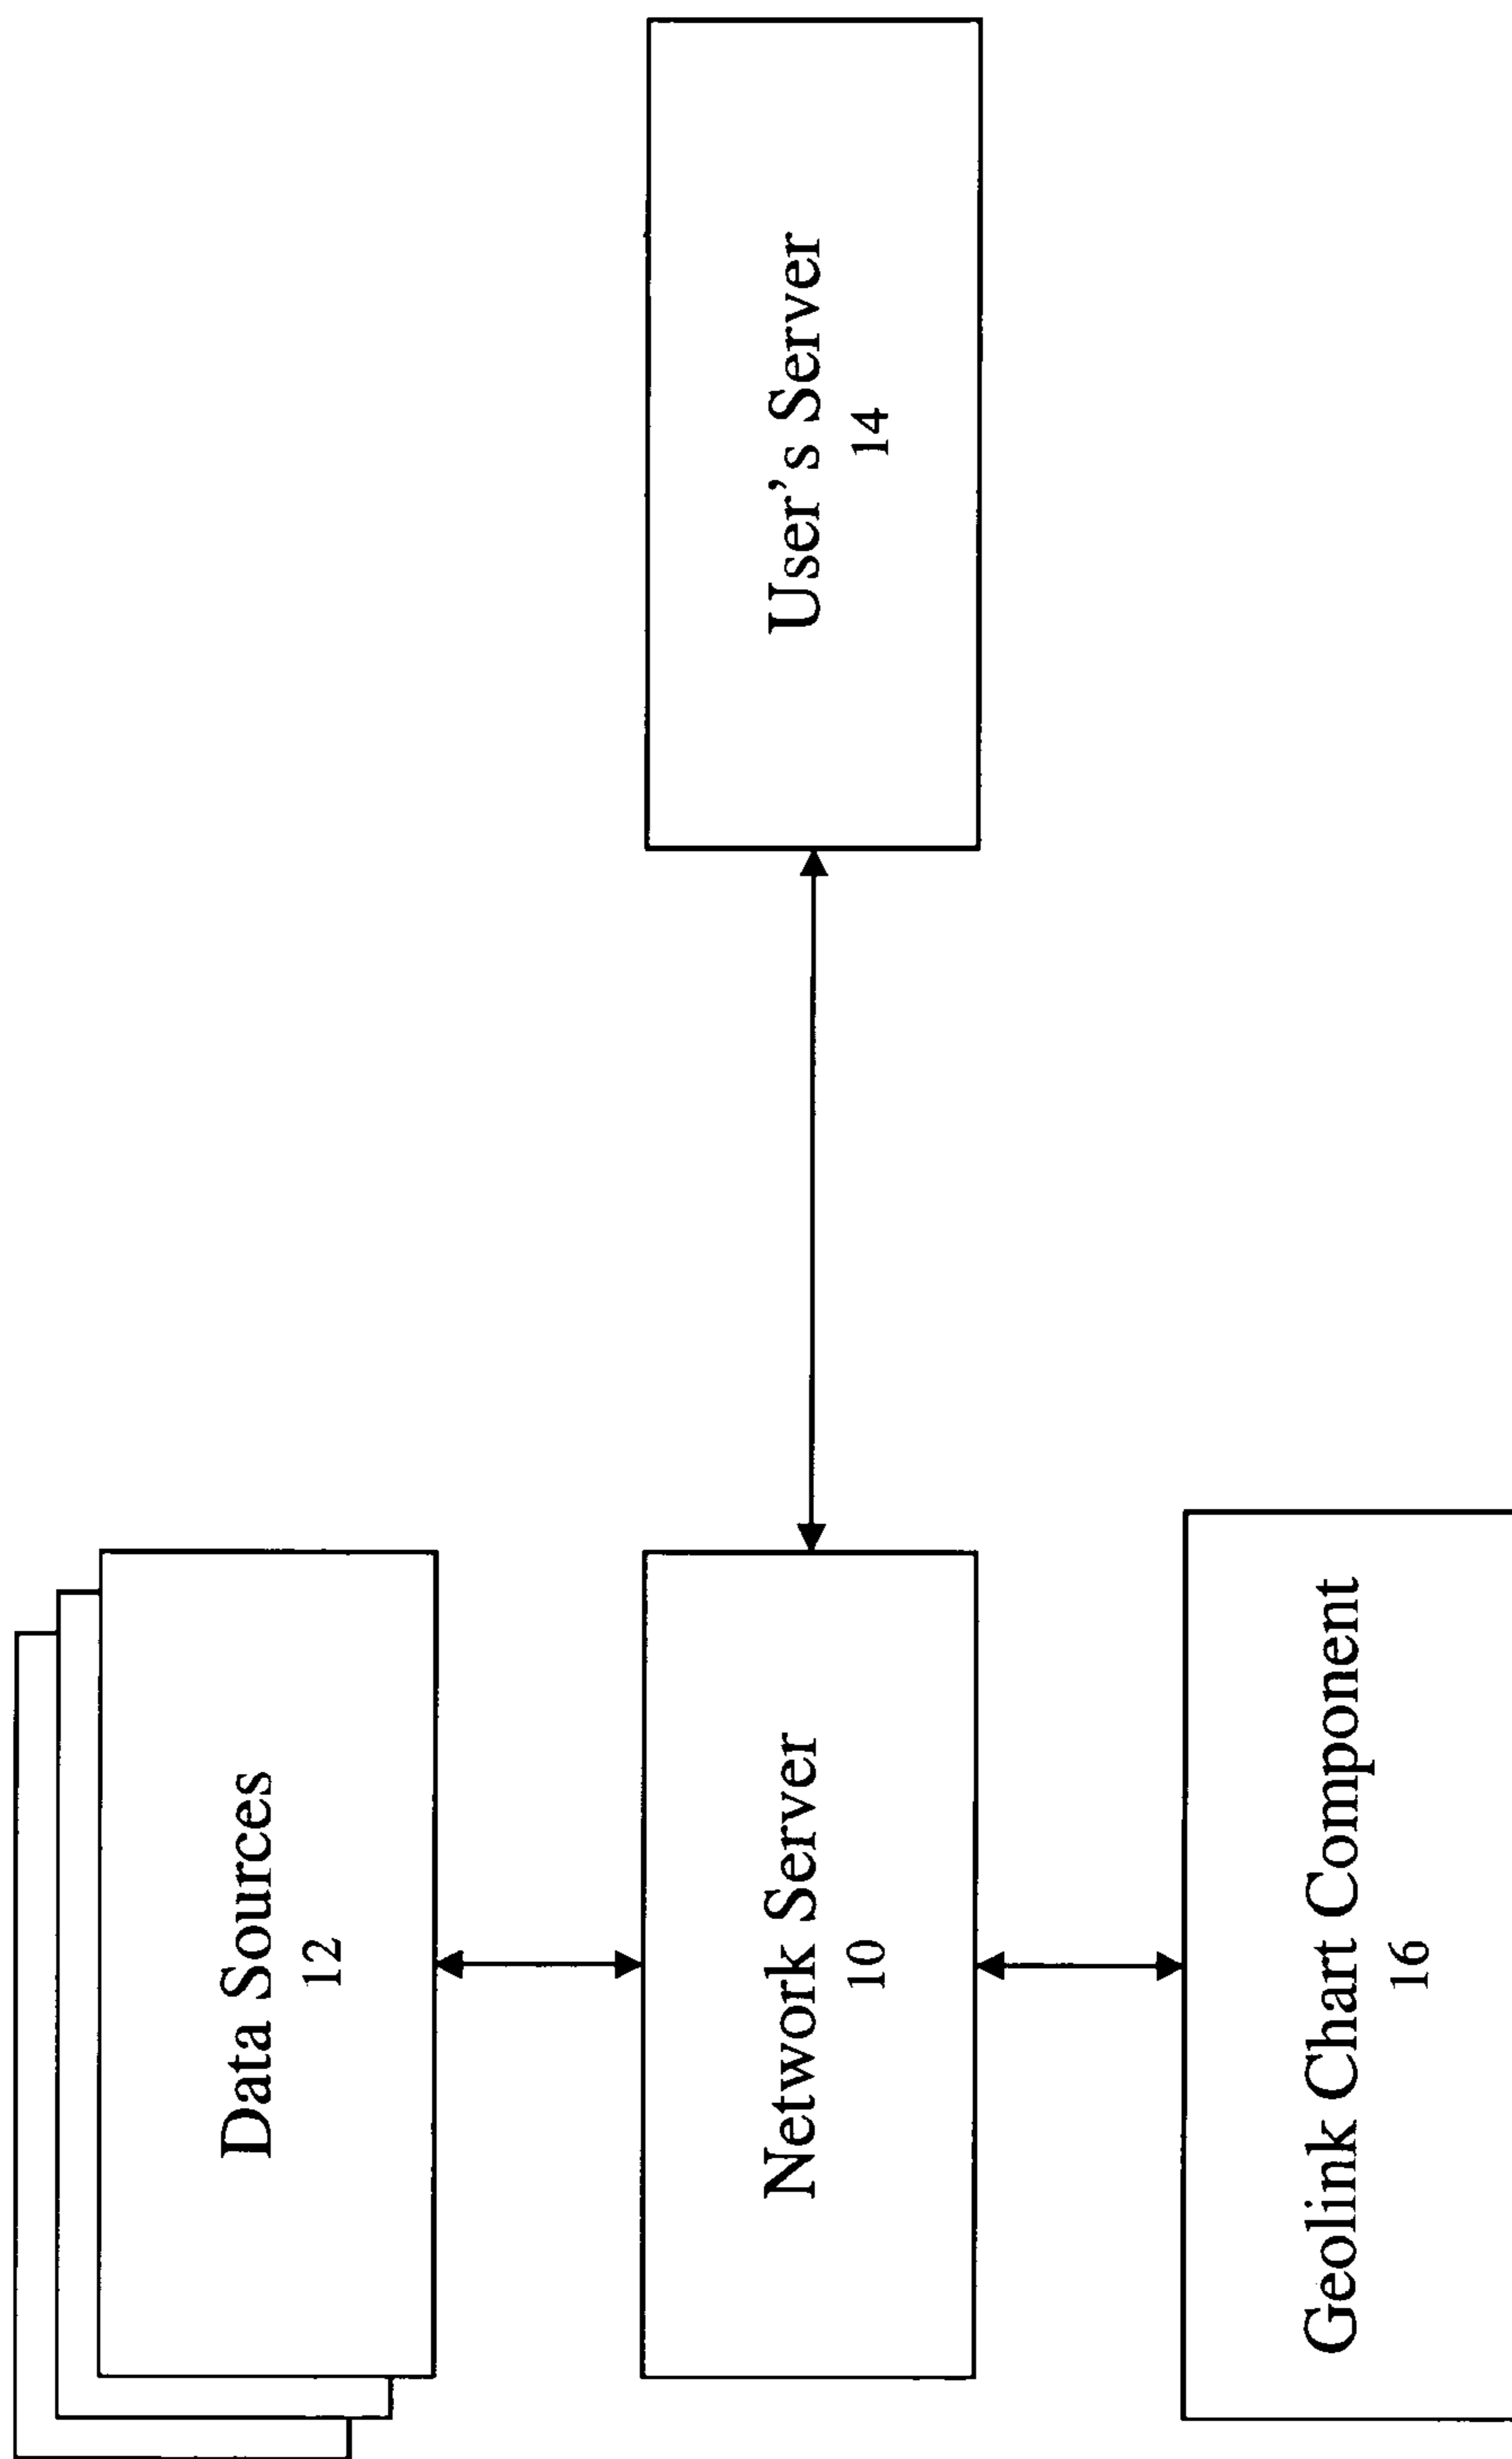 Data Sources
12
Network Server
10
User's Server
14
Geolink Chart Component
16